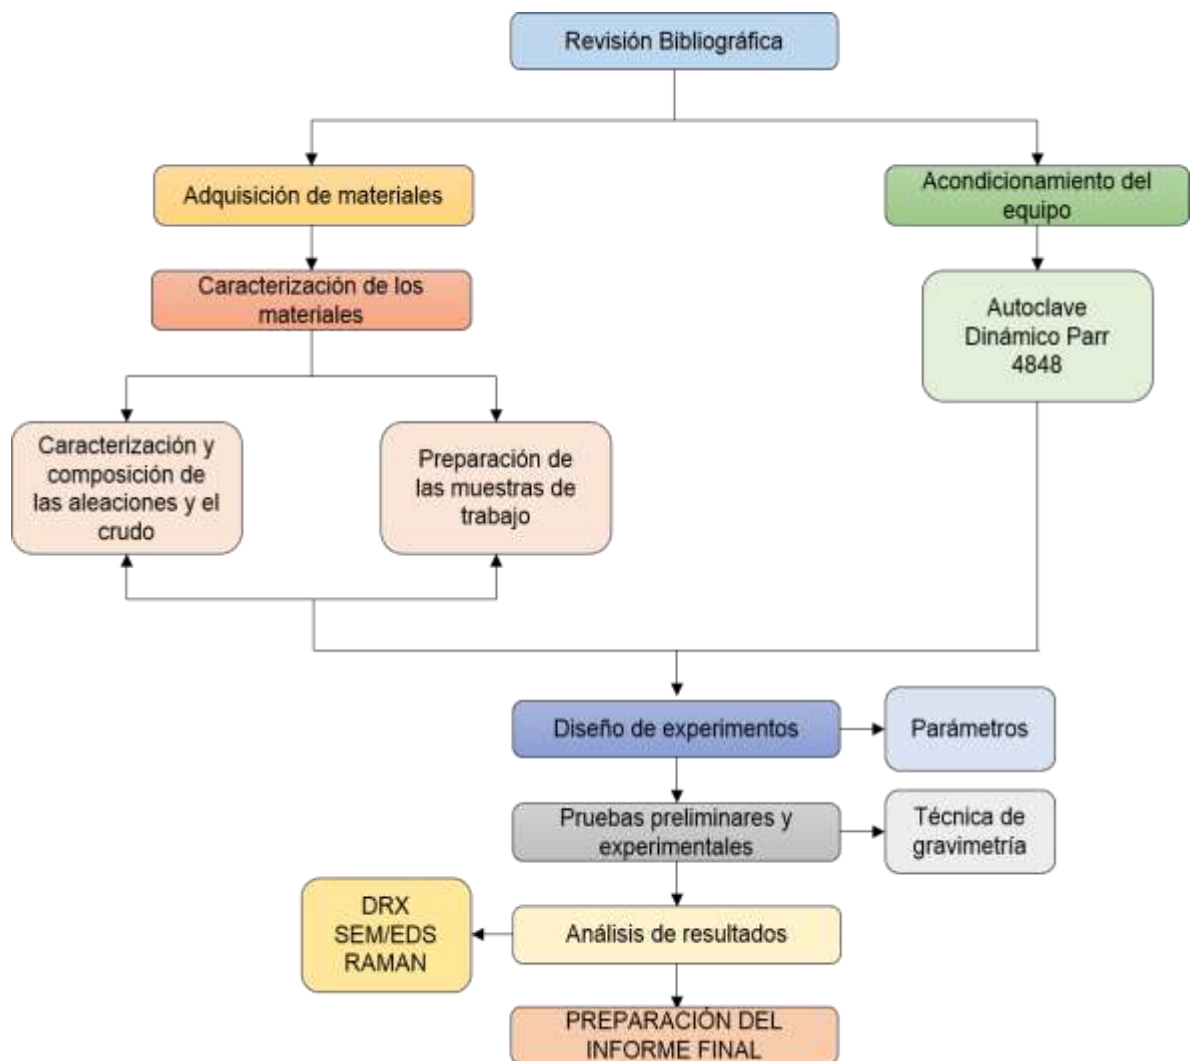 Revisión Bibliográfica
Adquisición de materiales
Acondicionamiento del
equipo
Caracterización de los
materiales
Autoclave
Dinámico Parr
4848
Caracterización y
composición de
las aleaciones y el
crudo
Preparación de
las muestras de
trabajo
Diseño de experimentos
Parámetros
Pruebas preliminares y
experimentales
Técnica de
gravimetría
DRX
SEM/EDS
RAMAN
Análisis de resultados
PREPARACIÓN DEL
INFORME FINAL